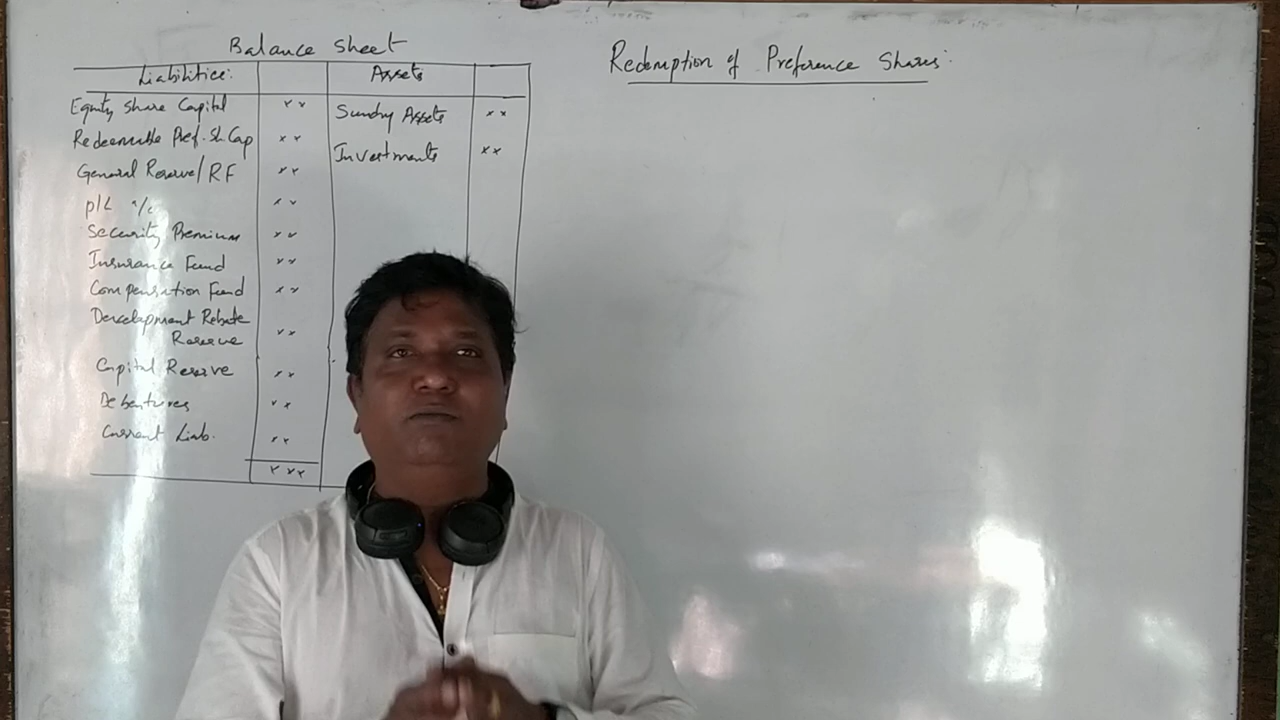 Balance Sheet
Liabilities: Assets
Equity Share Capital xx Sundry Assets xx
Redeemable Pref. Sh Cap xx Investments xx
General Reserve/RF xx
P/L a/c xx
Security Premium xx
Insurance Fund xx
Compensation Fund xx
Development Rebate
Reserve xx
Capital Reserve xx
Debentures xx
Current Liab. xx
xxx
Redemption of Preference Shares: